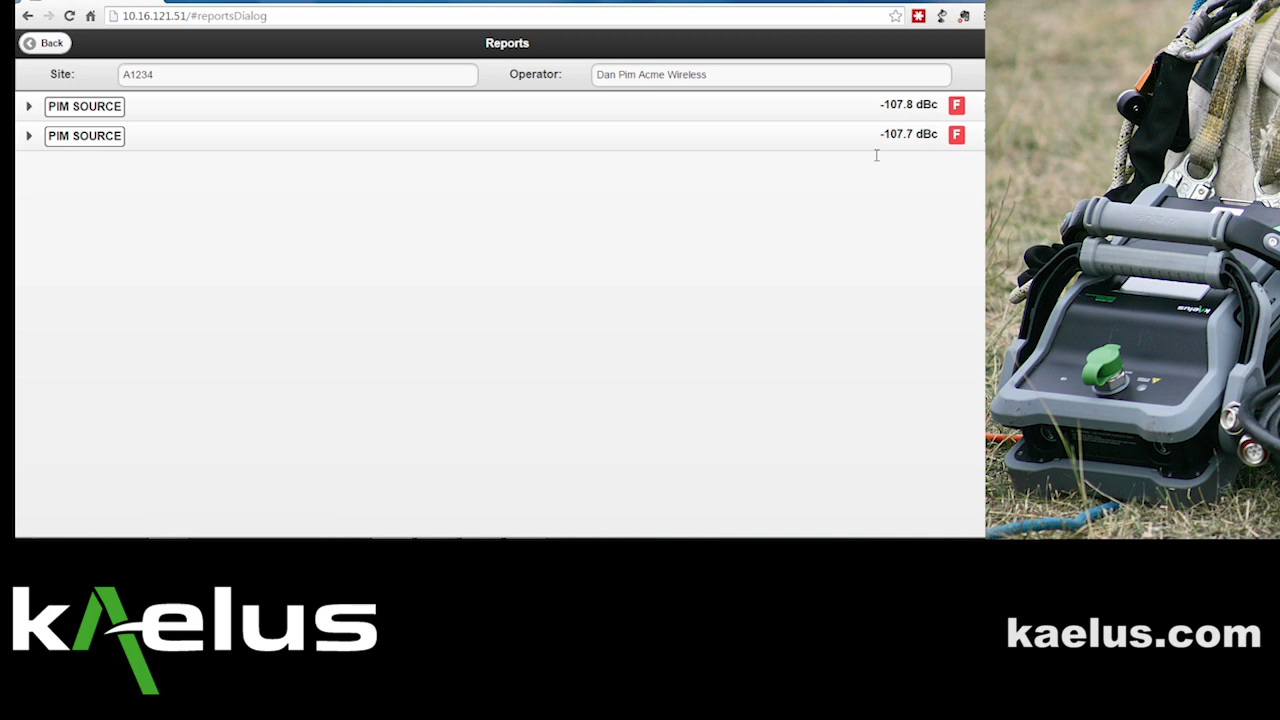 10.16.121.51/#reportsDialog
Back
Reports
Site:
A1234
Operator:
Dan Pim Acme Wireless
PIM SOURCE
-107.8 dBc
F
PIM SOURCE
-107.7 dBc
F
kaelus
kaelus
kaelus.com